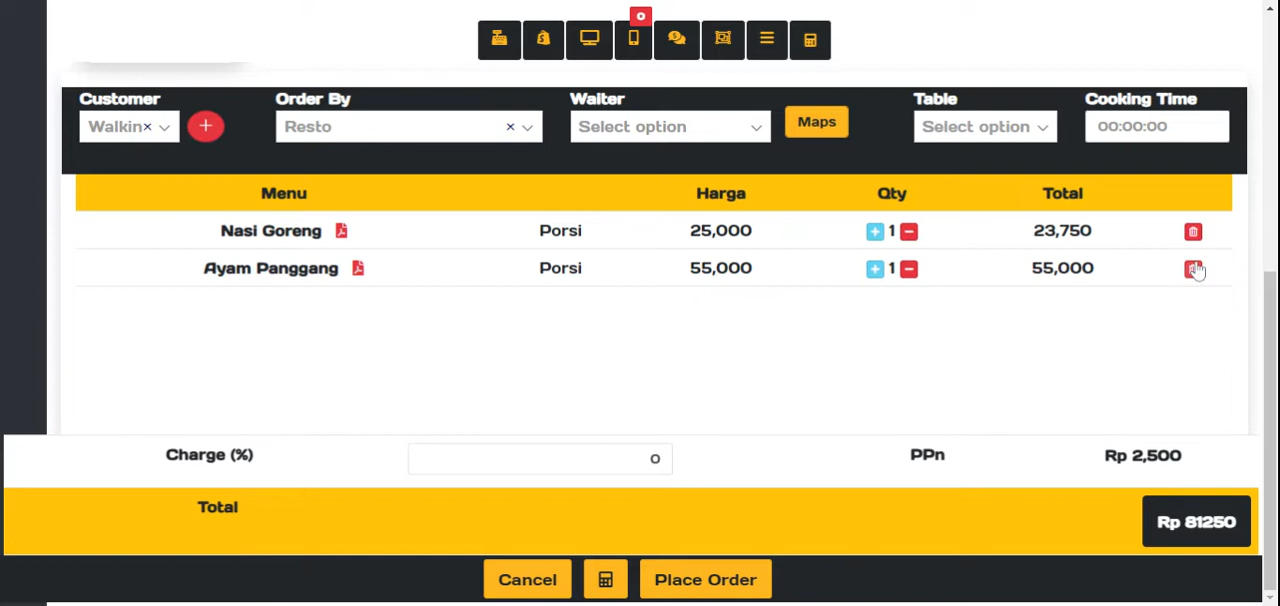 0
Customer Order By Waiter Table Cooking Time
Walkin× + Resto × Select option Maps Select option 00:00:00
Menu Harga Qty Total
Nasi Goreng Porsi 25,000 + 1 − 23,750
Ayam Panggang Porsi 55,000 + 1 − 55,000
Charge (%) 0 PPn Rp 2,500
Total
Rp 81250
Cancel Place Order